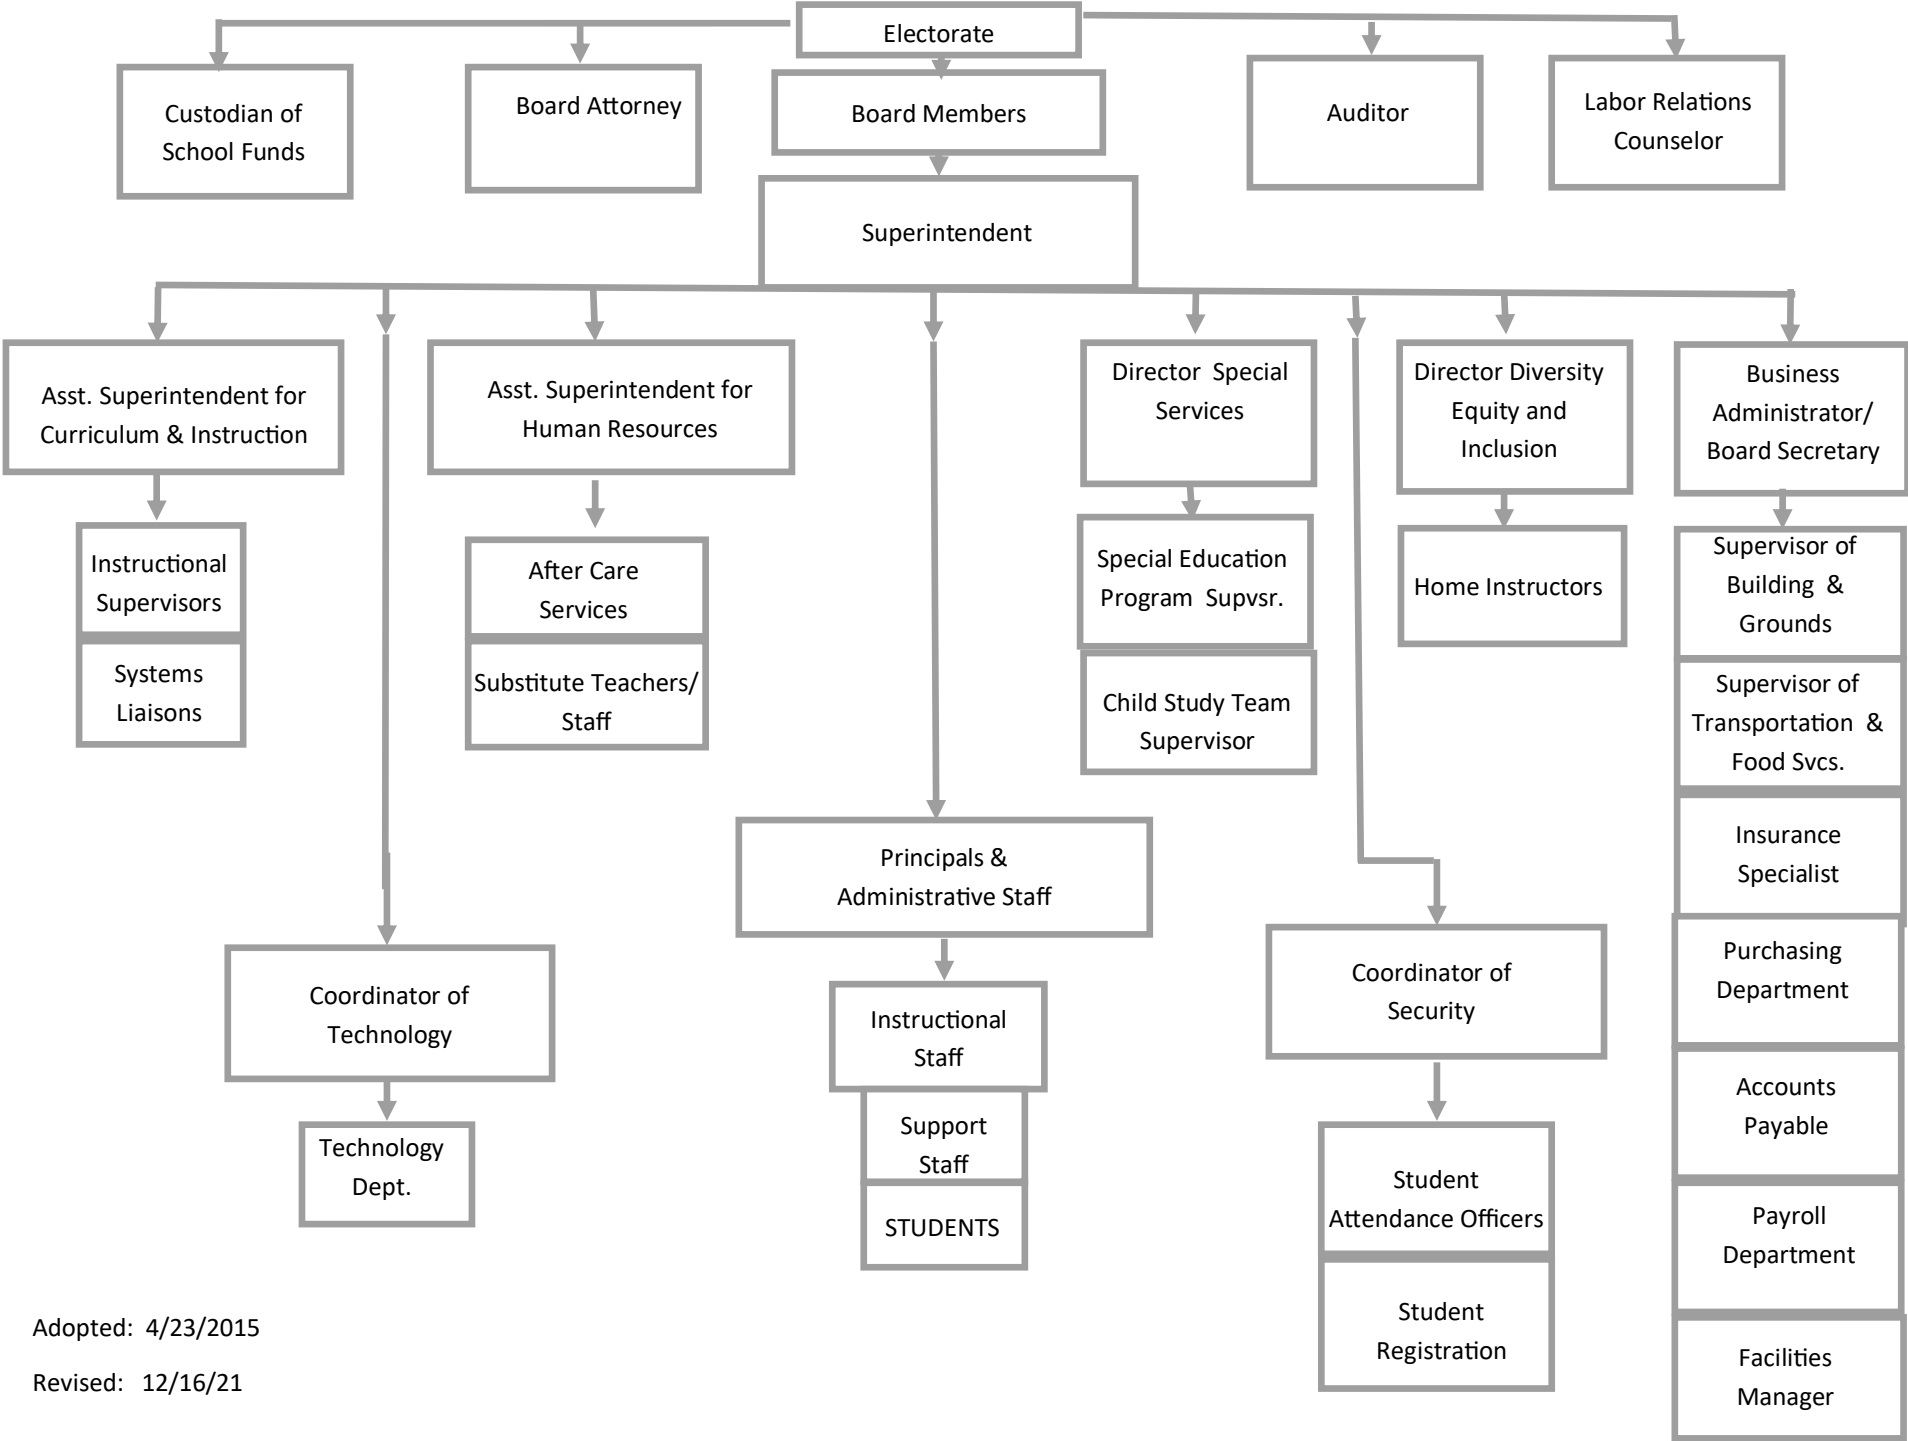 Electorate
Custodian of
School Funds
Board Attorney
Board Members
Auditor
Labor Relations
Counselor
Superintendent
Asst. Superintendent for
Curriculum & Instruction
Asst. Superintendent for
Human Resources
Director Special
Services
Director Diversity
Equity and
Inclusion
Business
Administrator/
Board Secretary
Instructional
Supervisors
Systems
Liaisons
After Care
Services
Substitute Teachers/
Staff
Special Education
Program Supvsr.
Child Study Team
Supervisor
Home Instructors
Supervisor of
Building &
Grounds
Supervisor of
Transportation &
Food Svcs.
Insurance
Specialist
Purchasing
Department
Accounts
Payable
Payroll
Department
Facilities
Manager
Principals &
Administrative Staff
Instructional
Staff
Support
Staff
STUDENTS
Coordinator of
Technology
Technology
Dept.
Coordinator of
Security
Student
Attendance Officers
Student
Registration
Adopted: 4/23/2015
Revised: 12/16/21